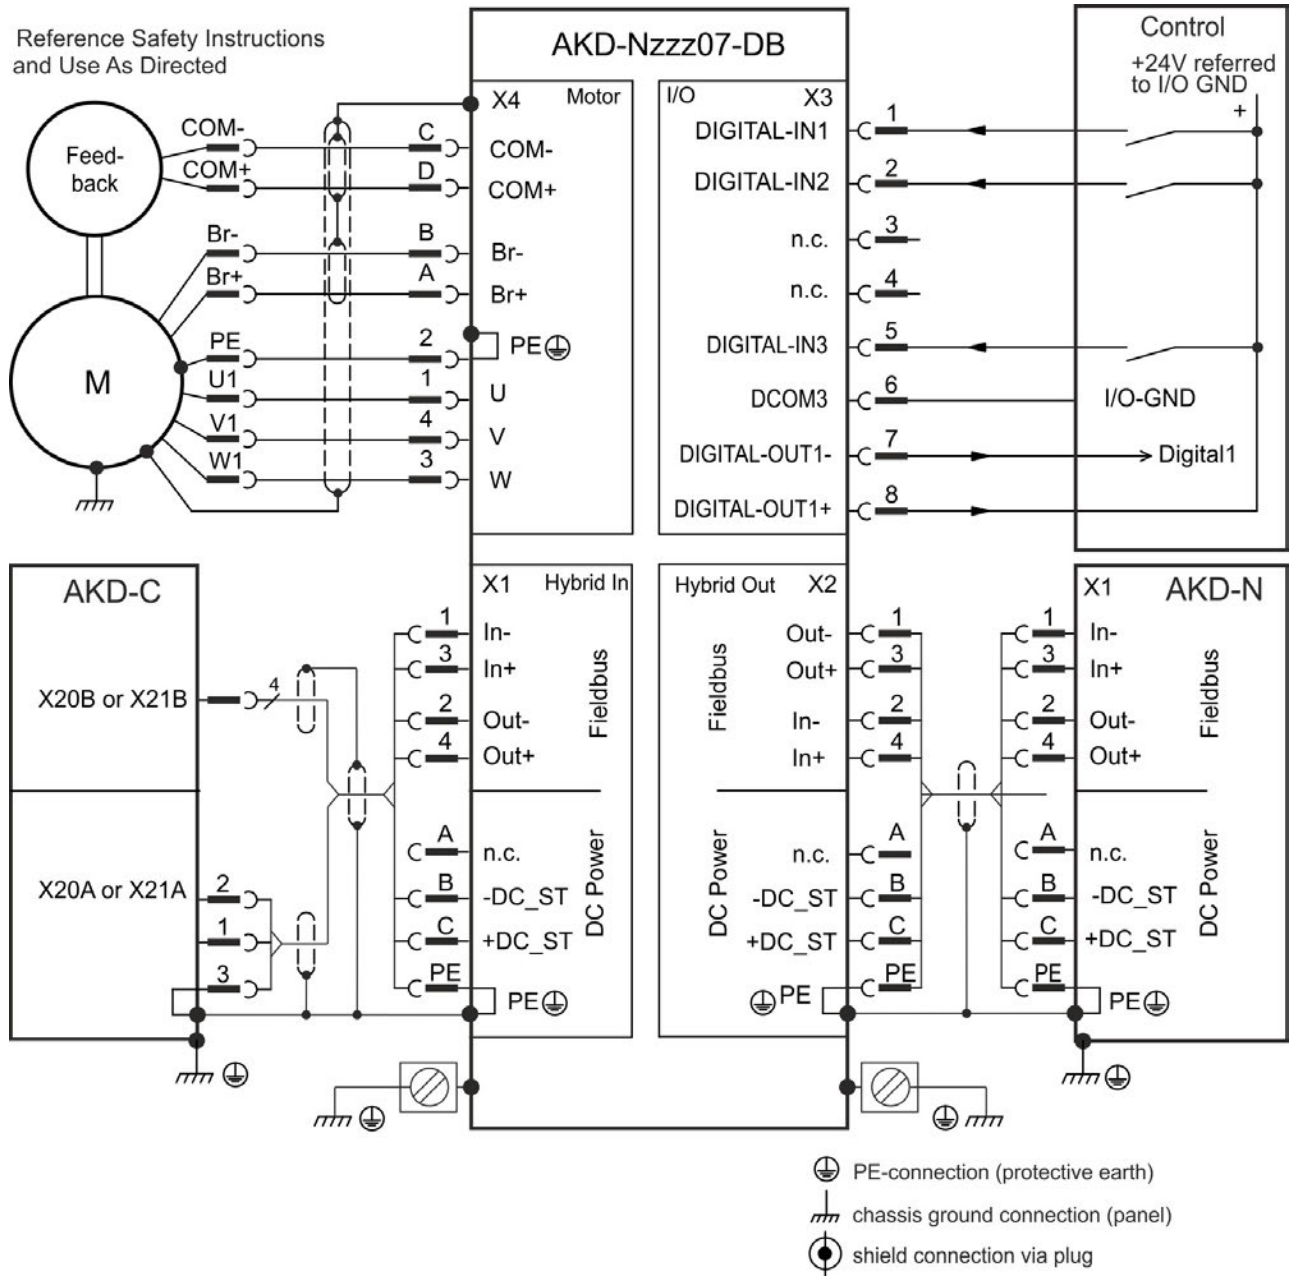 Reference Safety Instructions
and Use As Directed
AKD-Nzzz07-DB
Control
+24V referred
to I/O GND
+
Feed-
back
COM-
COM+
Br-
Br+
PE
U1
V1
W1
M
C
D
B
A
2
1
4
3
X4 Motor
COM-
COM+
Br-
Br+
PE
U
V
W
I/O X3
DIGITAL-IN1
DIGITAL-IN2
n.c.
n.c.
DIGITAL-IN3
DCOM3
DIGITAL-OUT1-
DIGITAL-OUT1+
1
2
3
4
5
6
7
8
I/O-GND
Digital1
AKD-C
X20B or X21B
4
X20A or X21A
2
1
3
X1 Hybrid In
1
In-
3
In+
2
Out-
4
Out+
Fieldbus
A
n.c.
B
-DC_ST
C
+DC_ST
PE
PE
DC Power
Hybrid Out X2
Out-
1
Out+
3
In-
2
In+
4
Fieldbus
n.c.
A
-DC_ST
B
+DC_ST
C
PE
PE
DC Power
X1 AKD-N
1
In-
3
In+
2
Out-
4
Out+
Fieldbus
A
n.c.
B
-DC_ST
C
+DC_ST
PE
PE
DC Power
PE-connection (protective earth)
chassis ground connection (panel)
shield connection via plug